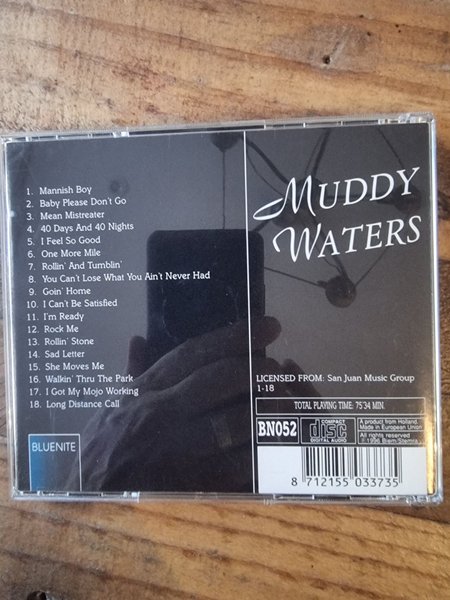 1. Mannish Boy
2. Baby Please Don't Go
3. Mean Mistreater
4. 40 Days And 40 Nights
5. I Feel So Good
6. One More Mile
7. Rollin' And Tumblin'
8. You Can't Lose What You Ain't Never Had
9. Goin' Home
10. I Can't Be Satisfied
11. I'm Ready
12. Rock Me
13. Rollin' Stone
14. Sad Letter
15. She Moves Me
16. Walkin' Thru The Park
17. I Got My Mojo Working
18. Long Distance Call
BLUENITE
MUDDY
WATERS
LICENSED FROM: San Juan Music Group
1-18
TOTAL PLAYING TIME: 75'34 MIN.
BN052
COMPACT
disc
DIGITAL AUDIO
A product from Holland.
Made in European Union
All rights reserved
1996 Biem/Stemra
8 712155 033735